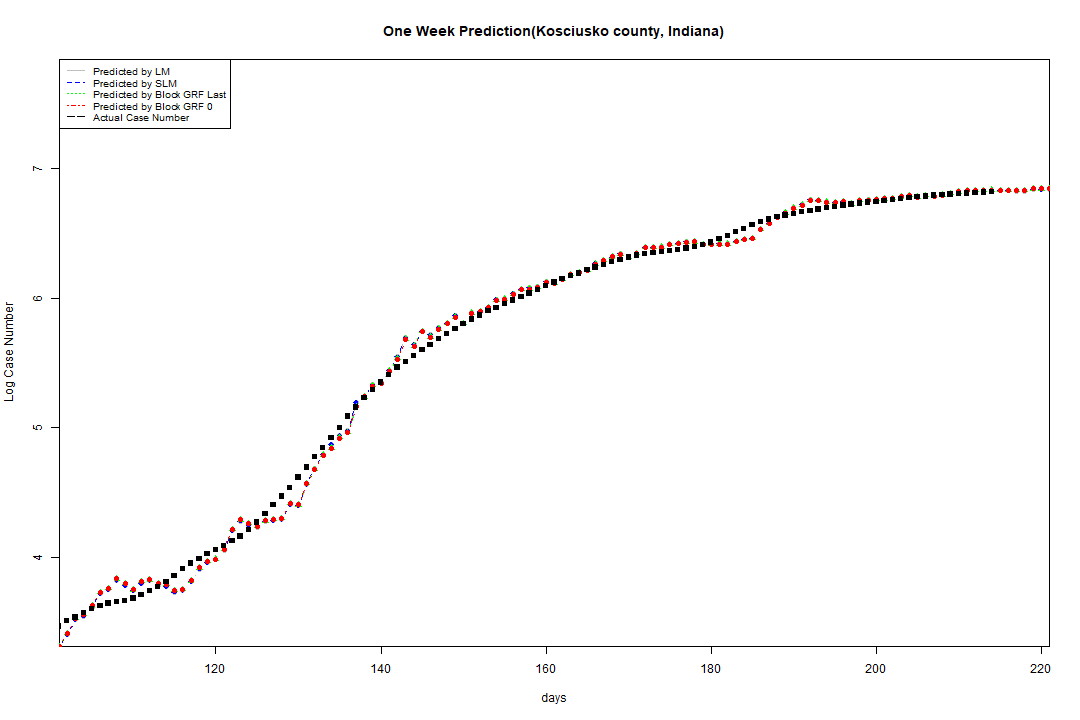 One Week Prediction(Kosciusko county, Indiana)
Predicted by LM
Predicted by SLM
Predicted by Block GRF Last
Predicted by Block GRF 0
Actual Case Number
7
6
5
4
Log Case Number
120 140 160 180 200 220
days